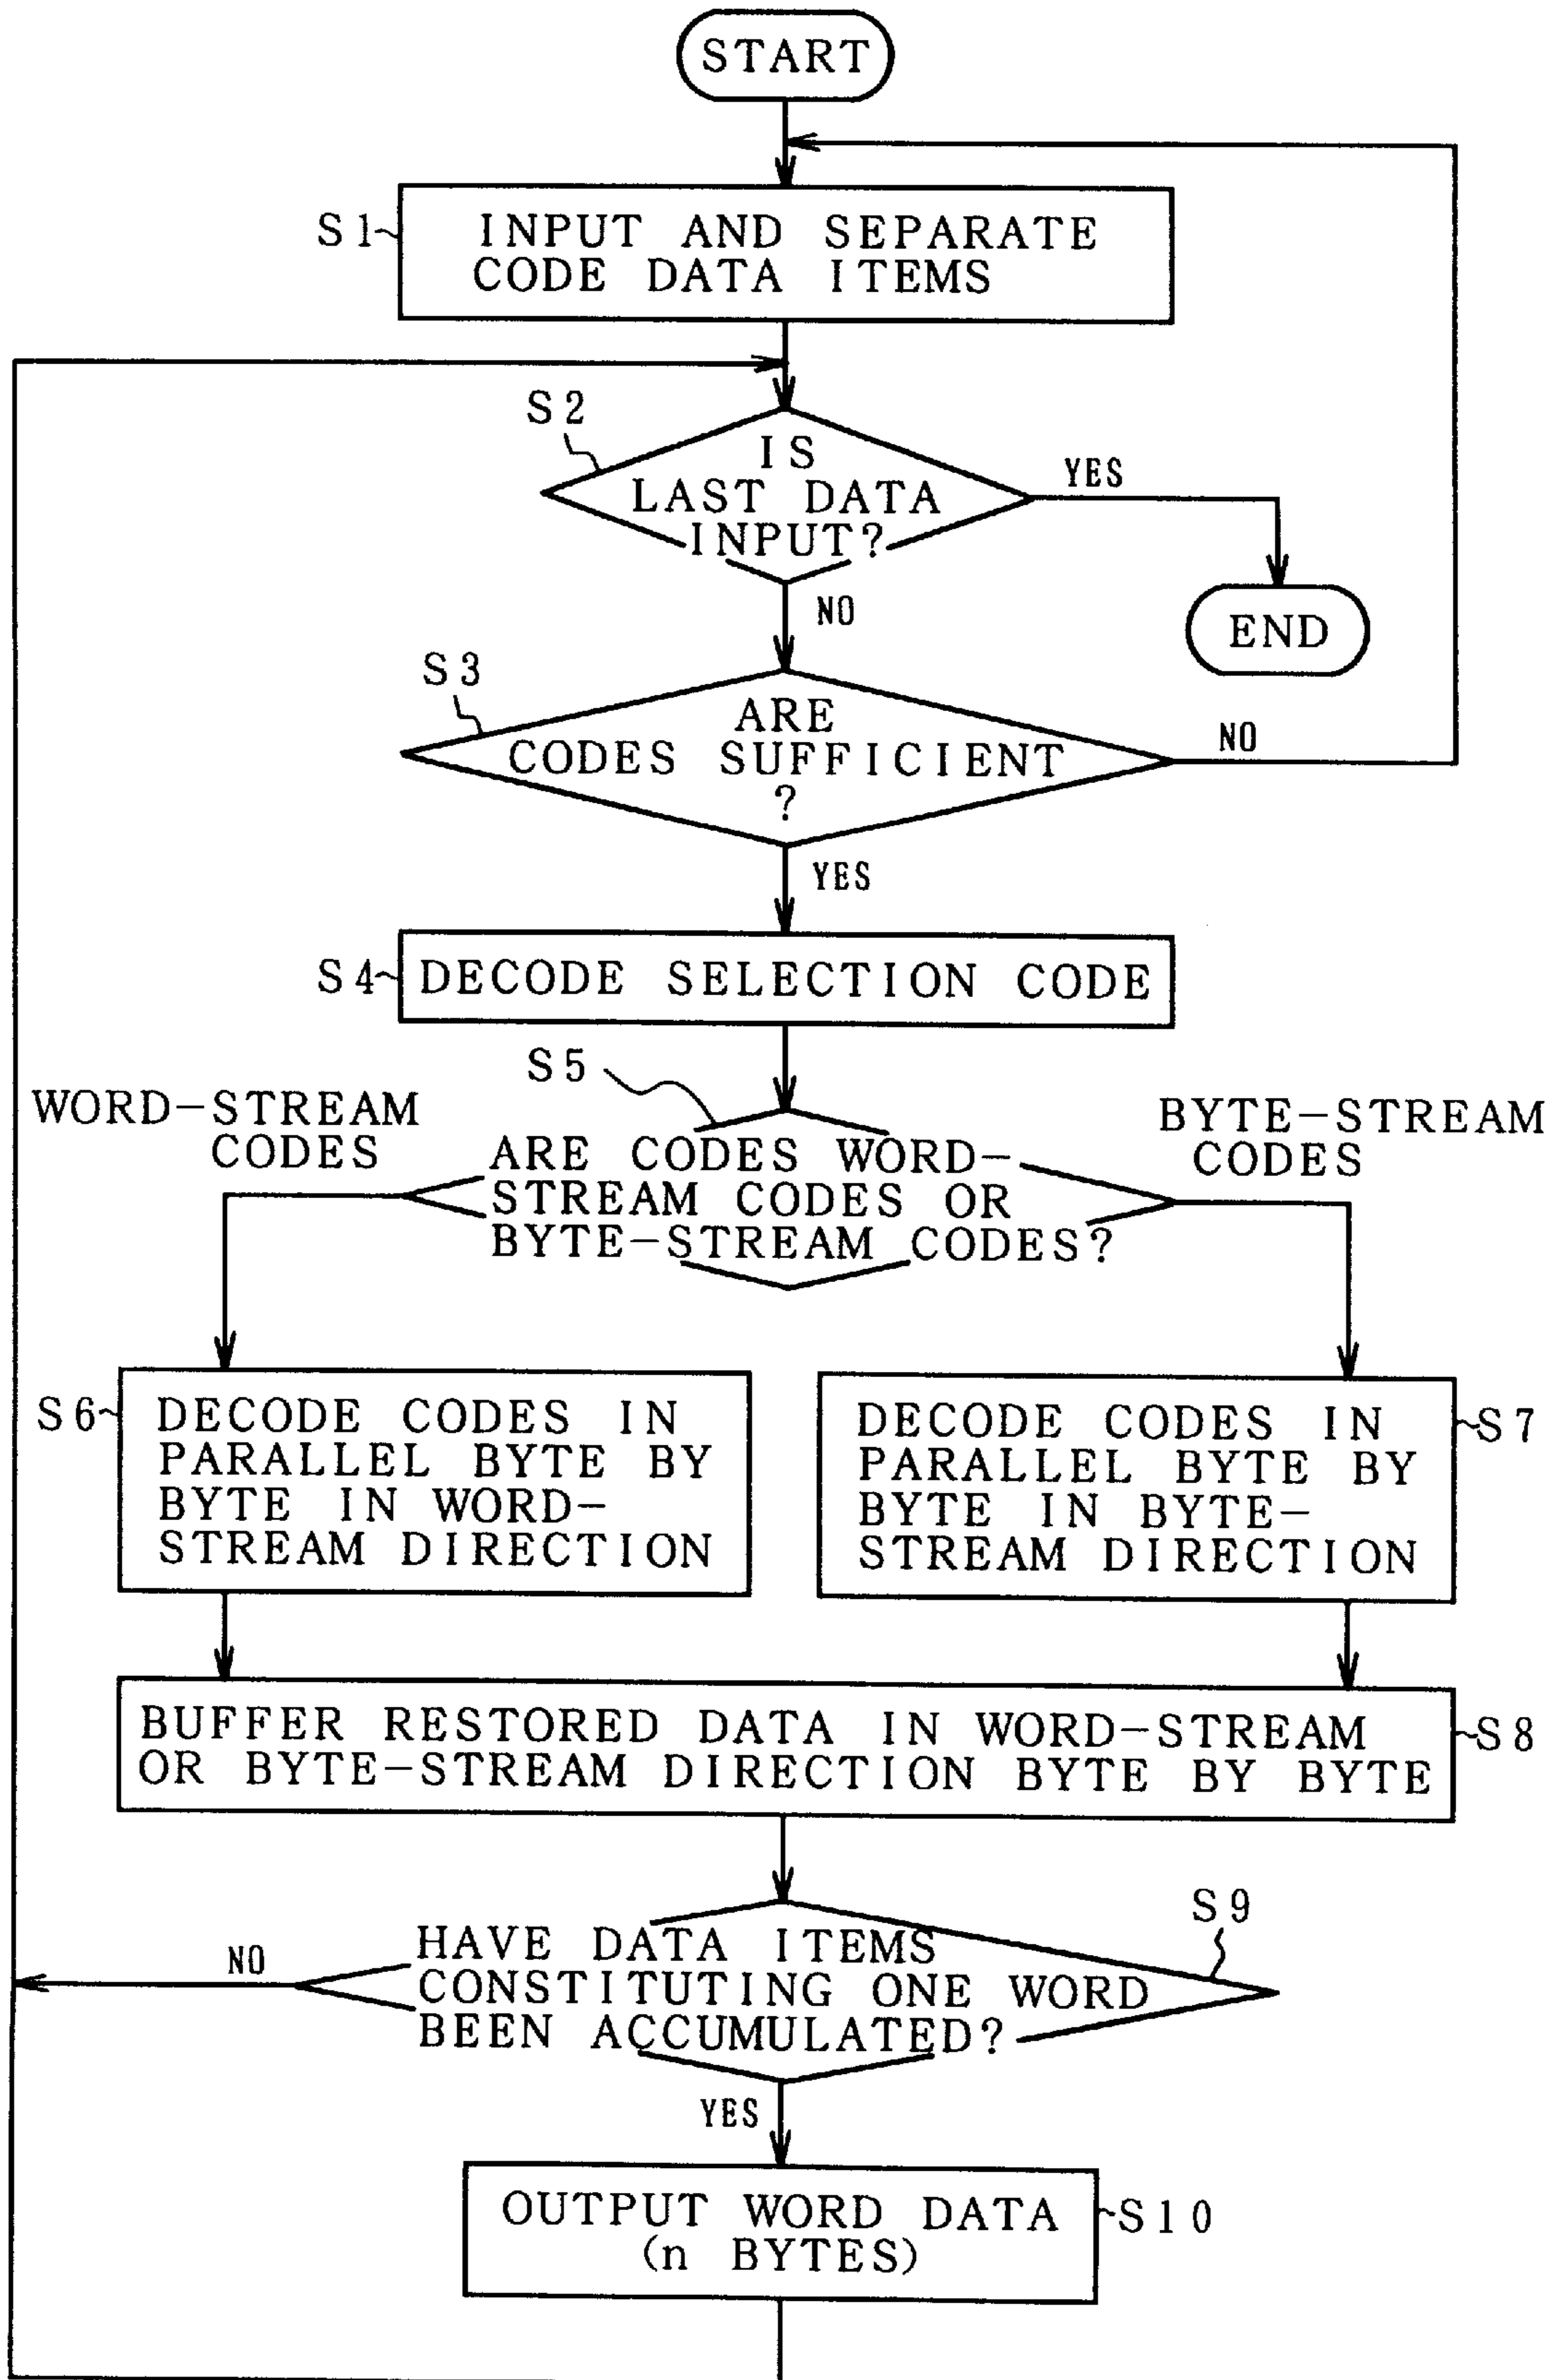 START
S1
INPUT AND SEPARATE
CODE DATA ITEMS
S2
IS
LAST DATA
INPUT?
YES
NO
END
S3
ARE
CODES SUFFICIENT
?
NO
YES
S4
DECODE SELECTION CODE
S5
WORD-STREAM
CODES
ARE CODES WORD-
STREAM CODES OR
BYTE-STREAM CODES?
BYTE-STREAM
CODES
S6
DECODE CODES IN
PARALLEL BYTE BY
BYTE IN WORD-
STREAM DIRECTION
DECODE CODES IN
PARALLEL BYTE BY
BYTE IN BYTE-
STREAM DIRECTION
S7
BUFFER RESTORED DATA IN WORD-STREAM
OR BYTE-STREAM DIRECTION BYTE BY BYTE
S8
S9
NO
HAVE DATA ITEMS
CONSTITUTING ONE WORD
BEEN ACCUMULATED?
YES
OUTPUT WORD DATA
(n BYTES)
S10